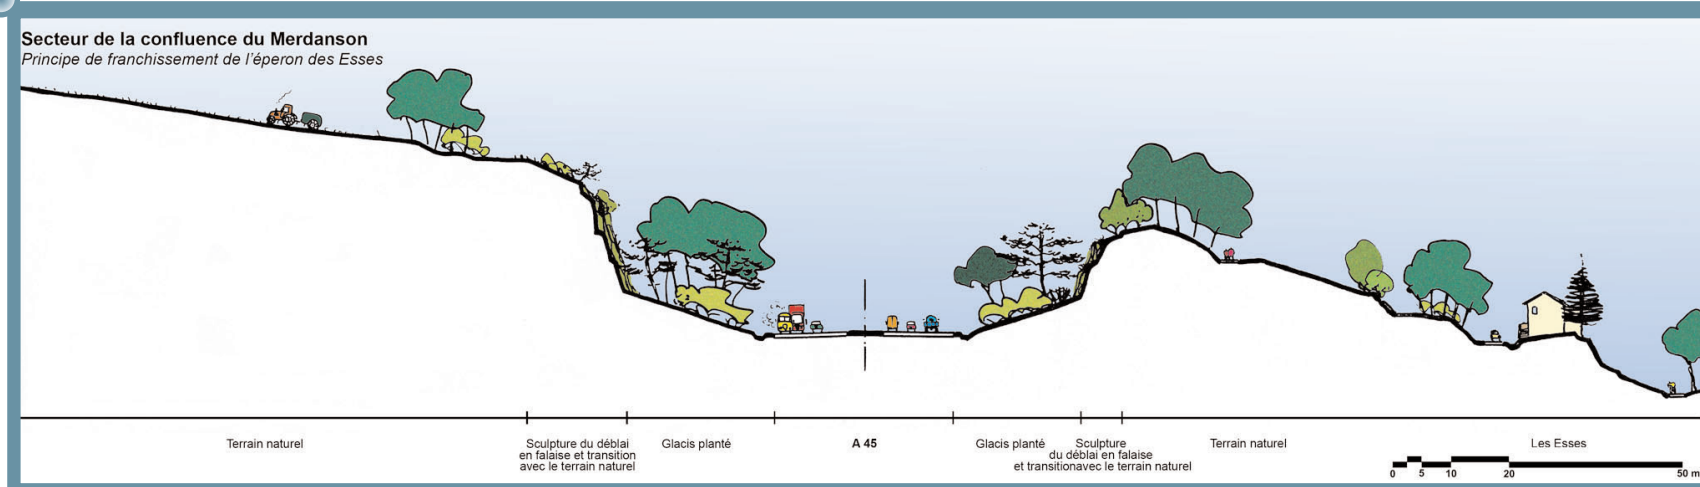 Secteur de la confluence du Merdanson
Principe de franchissement de l'éperon des Esses
Terrain naturel
Sculpture du déblai
en falaise et transition
avec le terrain naturel
Glacis planté
A 45
Glacis planté
Sculpture
du déblai en falaise
et transitionavec le terrain naturel
Terrain naturel
Les Esses
0 5 10 20 50 m